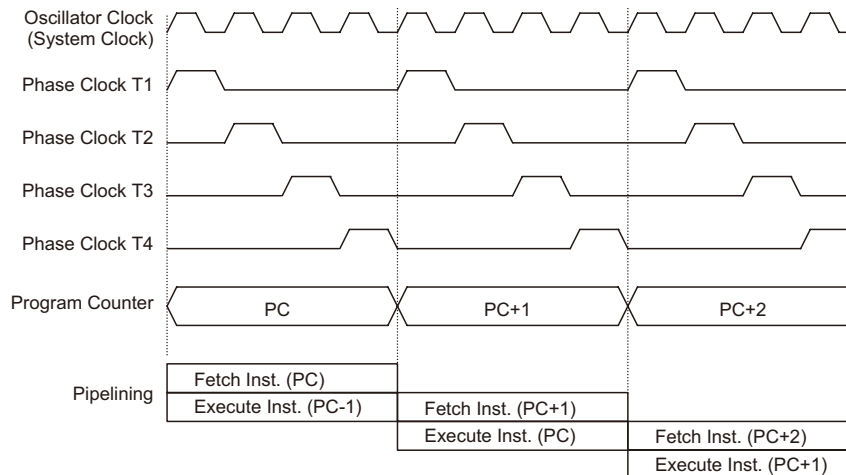 Oscillator Clock
(System Clock)
Phase Clock T1
Phase Clock T2
Phase Clock T3
Phase Clock T4
Program Counter
PC
PC+1
PC+2
Pipelining
Fetch Inst. (PC)
Execute Inst. (PC-1)
Fetch Inst. (PC+1)
Execute Inst. (PC)
Fetch Inst. (PC+2)
Execute Inst. (PC+1)